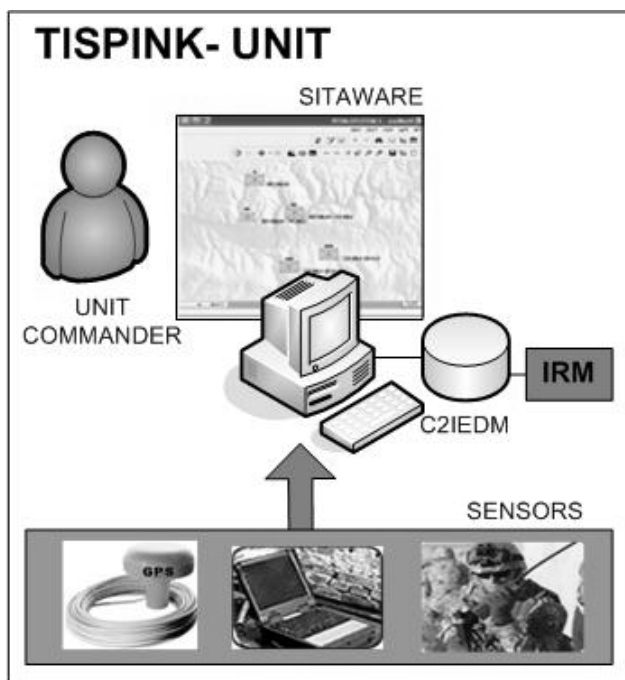 TISPINK- UNIT
SITAWARE
UNIT
COMMANDER
IRM
C2IEDM
SENSORS
GPS